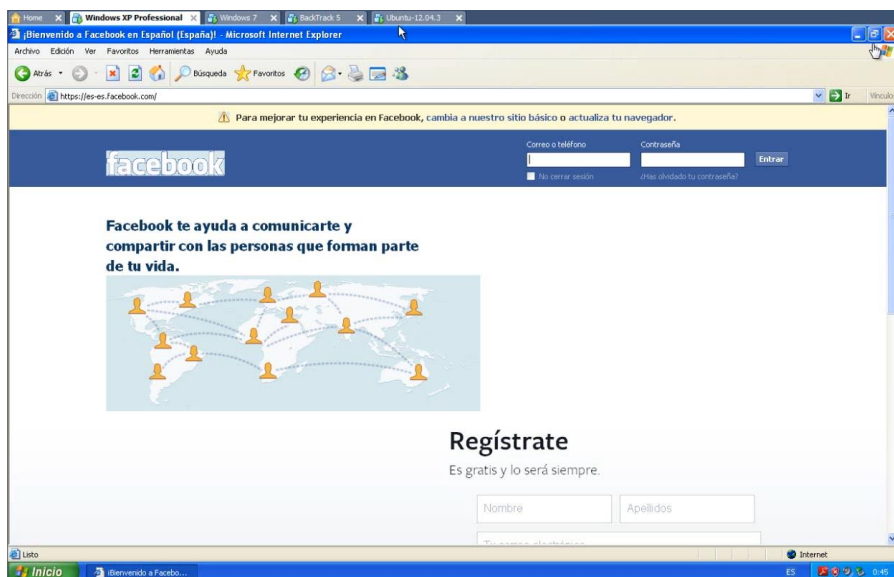 Home Windows XP Professional Windows 7 BackTrack 5 Ubuntu-12.04.3
¡Bienvenido a Facebook en Español (España)! - Microsoft Internet Explorer
Archivo Edición Ver Favoritos Herramientas Ayuda
Atrás Búsqueda Favoritos
Dirección https://es-es.facebook.com/ Ir Vínculo
Para mejorar tu experiencia en Facebook, cambia a nuestro sitio básico o actualiza tu navegador.
Correo o teléfono Contraseña
facebook Entrar
No cerrar sesión ¿Has olvidado tu contraseña?
Facebook te ayuda a comunicarte y
compartir con las personas que forman parte
de tu vida.
Regístrate
Es gratis y lo será siempre.
Nombre Apellidos
Listo Internet
Inicio ¡Bienvenido a Facebo... ES 0:45